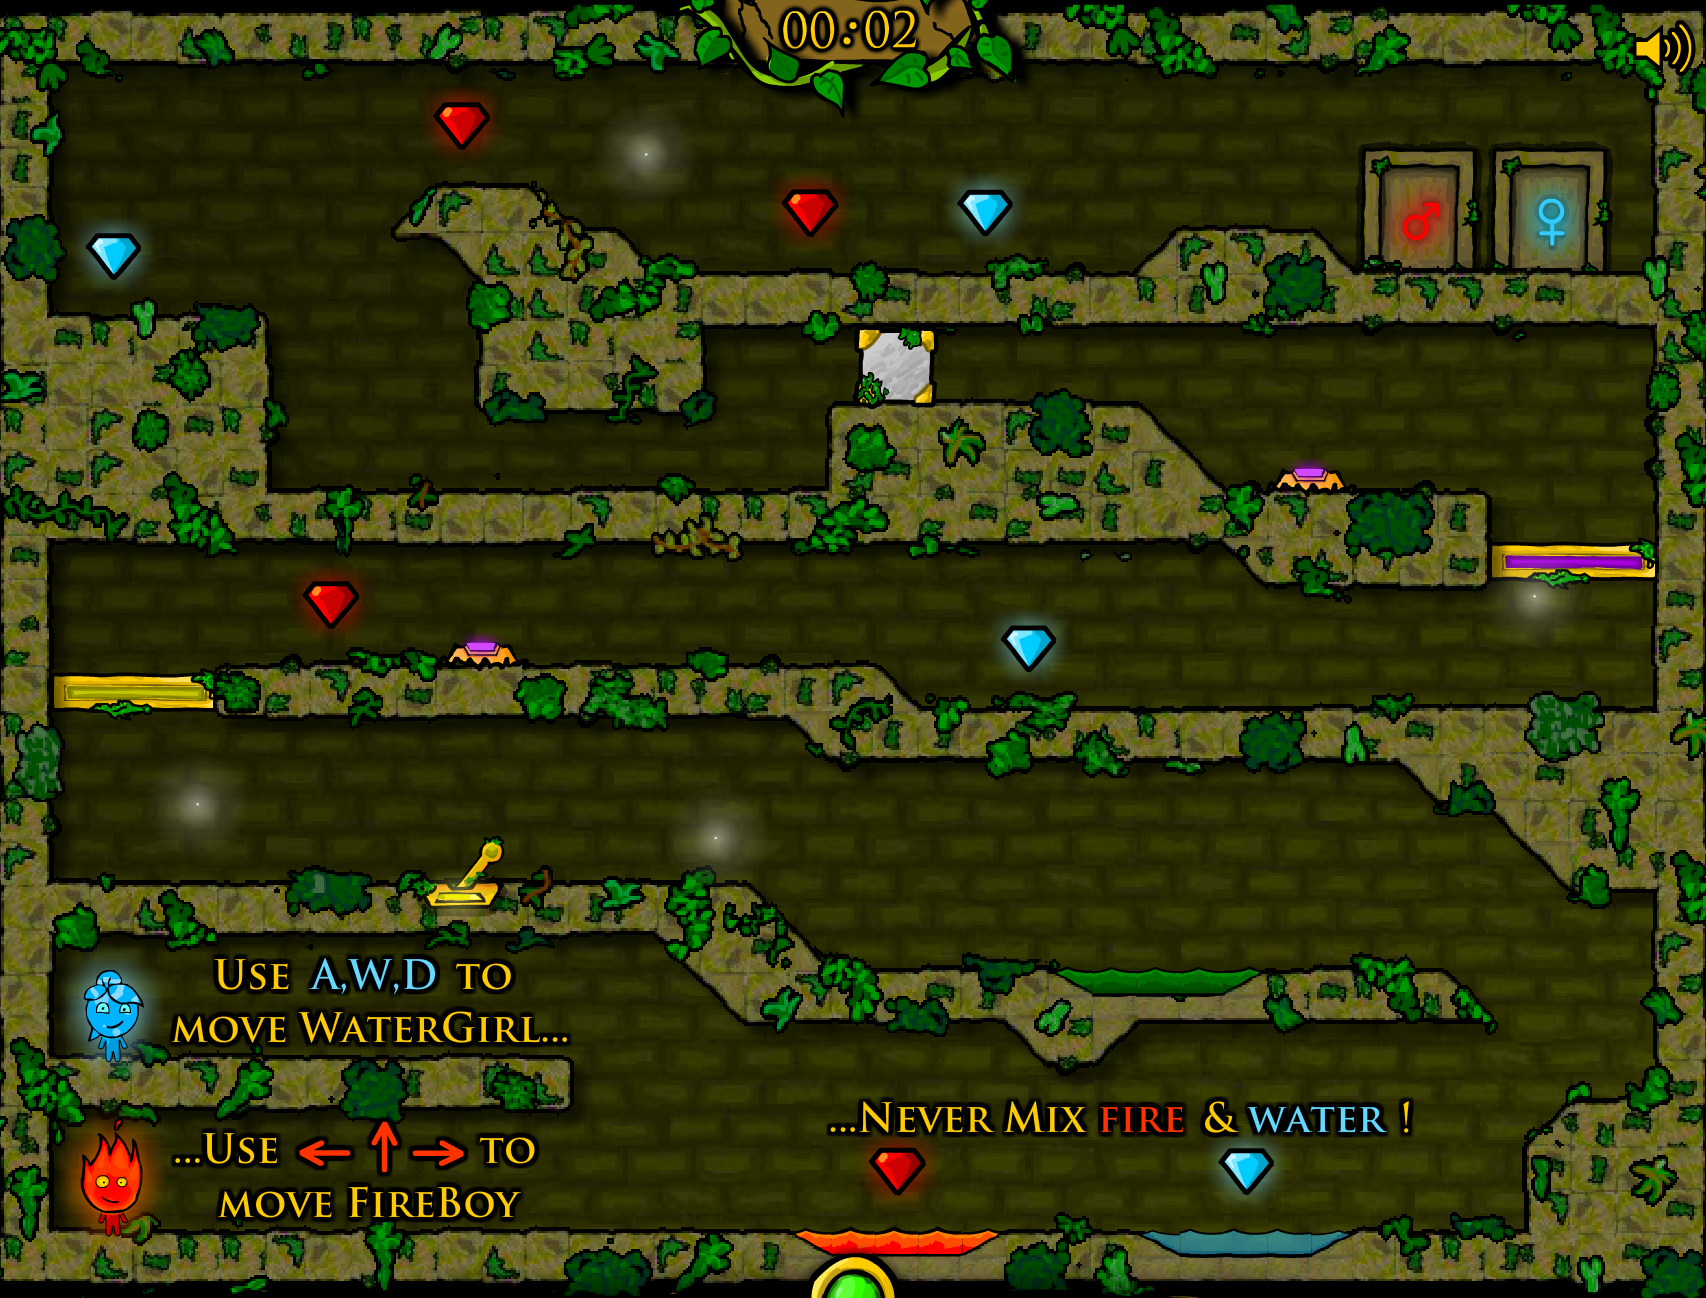 00:02
Use A,W,D to
move WaterGirl...
...Use ← ↑ → to
move FireBoy
...Never Mix fire & water !